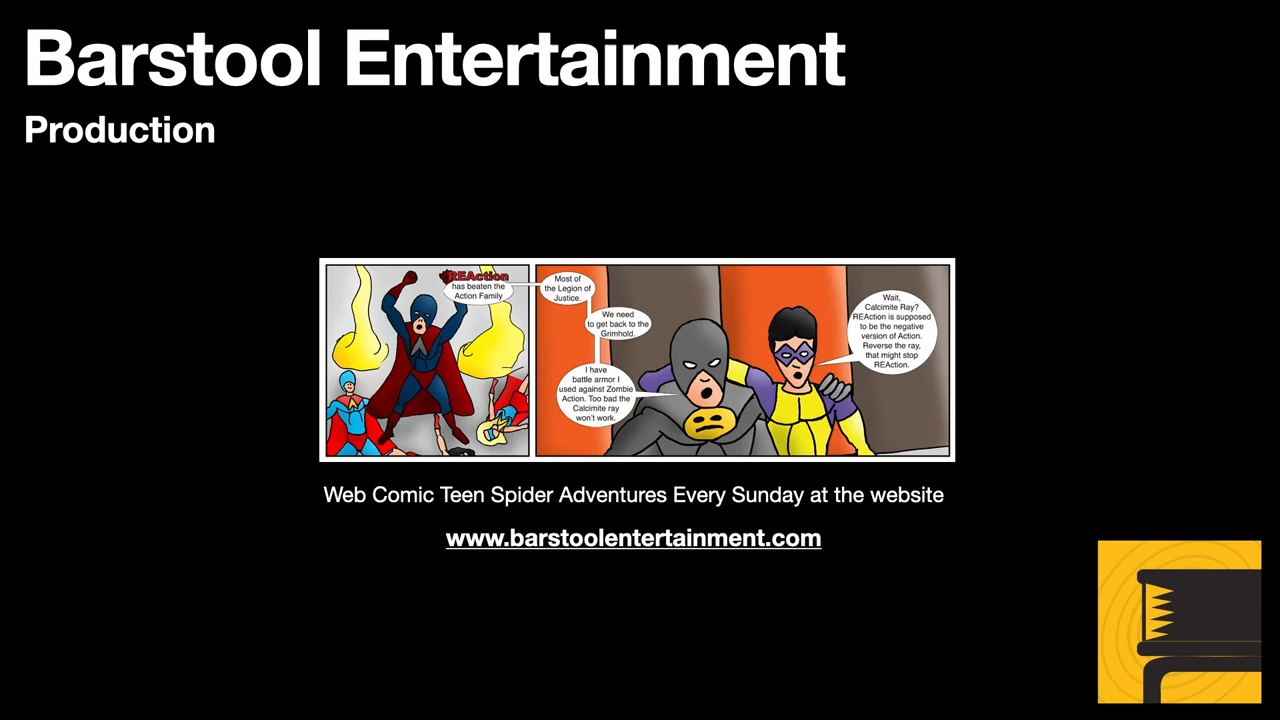 Barstool Entertainment
Production
REAction
has beaten the
Action Family
Most of
the Legion of
Justice.
We need
to get back to the
Grimhold.
I have
battle armor I
used against Zombie
Action. Too bad the
Calcimite ray
won't work.
Wait,
Calcimite Ray?
REAction is supposed
to be the negative
version of Action.
Reverse the ray,
that might stop
REAction.
Web Comic Teen Spider Adventures Every Sunday at the website
www.barstoolentertainment.com